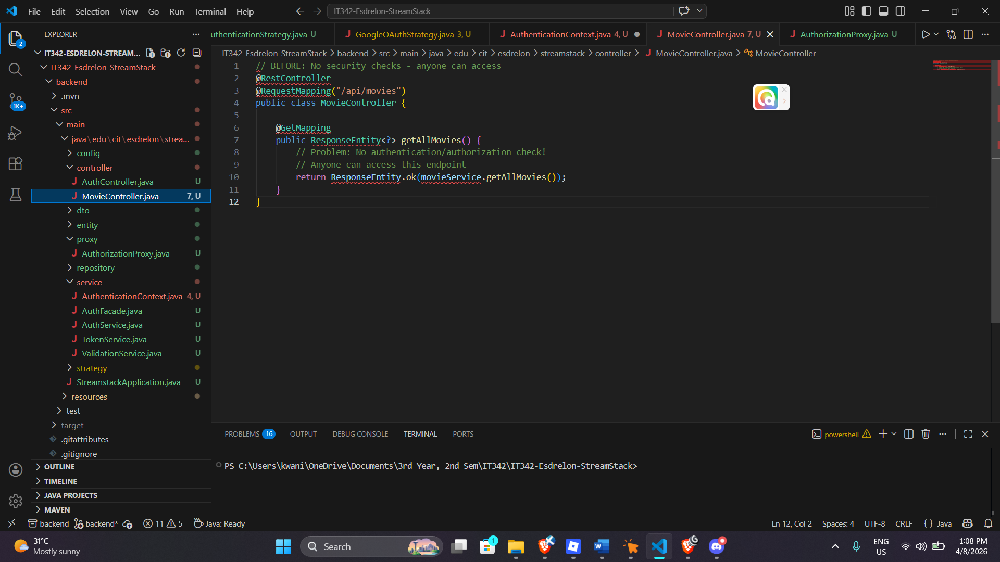 File Edit Selection View Go Run Terminal Help
IT342-Esdrelon-StreamStack
2
1K+
EXPLORER
IT342-ESDRELON-STREAM...
IT342-Esdrelon-StreamStack
backend
.mvn
src
main
java\edu\cit\esdrelon\strea...
config
controller
AuthController.java U
MovieController.java 7, U
dto
entity
proxy
AuthorizationProxy.java U
repository
service
AuthenticationContext.java 4, U
AuthFacade.java U
AuthService.java U
TokenService.java U
ValidationService.java U
strategy
StreamstackApplication.java U
resources
test
target
.gitattributes
.gitignore
OUTLINE
TIMELINE
JAVA PROJECTS
MAVEN
uthenticationStrategy.java U
GoogleOAuthStrategy.java 3, U
AuthenticationContext.java 4, U
MovieController.java 7, U
AuthorizationProxy.java U
IT342-Esdrelon-StreamStack > backend > src > main > java > edu > cit > esdrelon > streamstack > controller > MovieController.java > MovieController
1 // BEFORE: No security checks - anyone can access
2 @RestController
3 @RequestMapping("/api/movies")
4 public class MovieController {
5
6 @GetMapping
7 public ResponseEntity<?> getAllMovies() {
8 // Problem: No authentication/authorization check!
9 // Anyone can access this endpoint
10 return ResponseEntity.ok(movieService.getAllMovies());
11 }
12 }
PROBLEMS 16 OUTPUT DEBUG CONSOLE TERMINAL PORTS
powershell
PS C:\Users\kwani\OneDrive\Documents\3rd Year, 2nd Sem\IT342\IT342-Esdrelon-StreamStack>
backend backend* 11 5 Java: Ready
Ln 12, Col 2 Spaces: 4 UTF-8 CRLF { } Java
31°C
Mostly sunny
Search
1
ENG
US
1:08 PM
4/8/2026